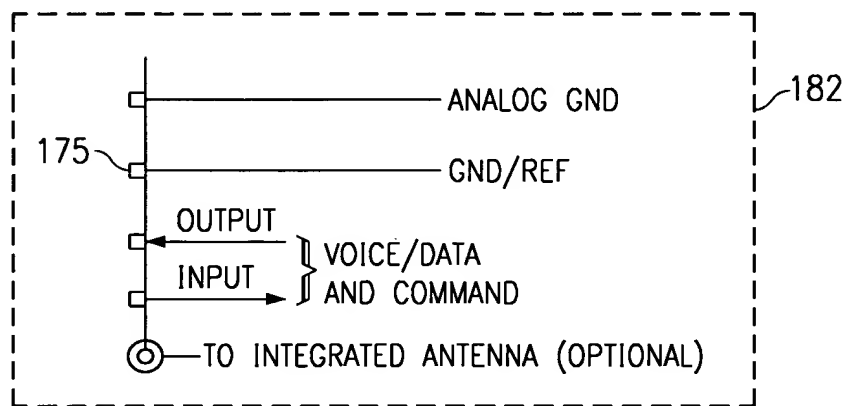 182
ANALOG GND
175
GND/REF
OUTPUT
VOICE/DATA
INPUT
AND COMMAND
TO INTEGRATED ANTENNA (OPTIONAL)